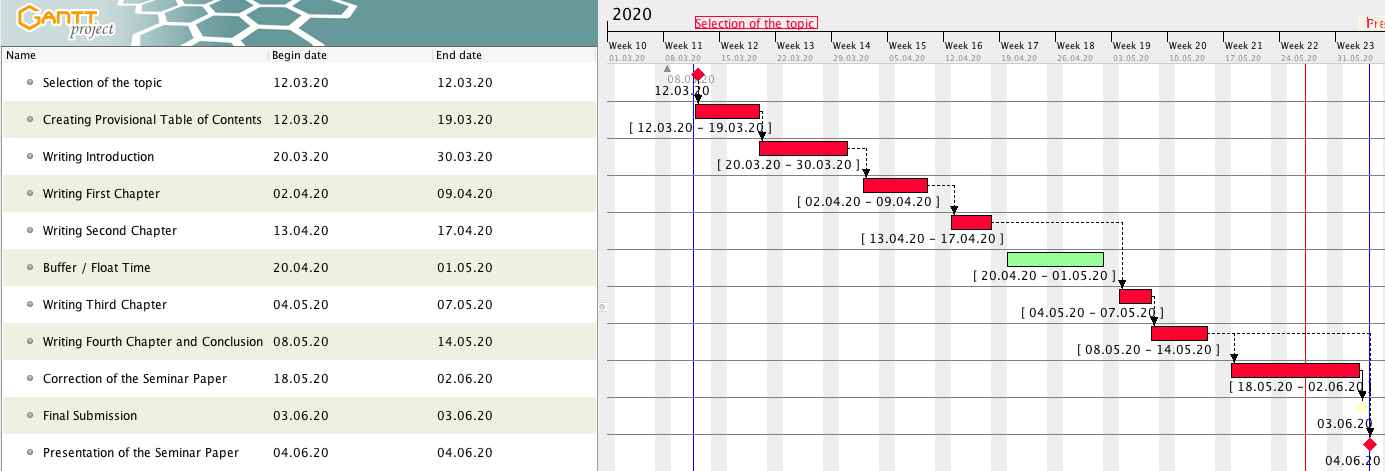 GANTT
project
2020
Selection of the topic
Name Begin date End date
Week 10 Week 11 Week 12 Week 13 Week 14 Week 15 Week 16 Week 17 Week 18 Week 19 Week 20 Week 21 Week 22 Week 23
01.03.20 08.03.20 15.03.20 22.03.20 29.03.20 05.04.20 12.04.20 19.04.20 26.04.20 03.05.20 10.05.20 17.05.20 24.05.20 31.05.20
Selection of the topic 12.03.20 12.03.20
12.03.20
Creating Provisional Table of Contents 12.03.20 19.03.20
[ 12.03.20 – 19.03.20 ]
Writing Introduction 20.03.20 30.03.20
[ 20.03.20 – 30.03.20 ]
Writing First Chapter 02.04.20 09.04.20
[ 02.04.20 – 09.04.20 ]
Writing Second Chapter 13.04.20 17.04.20
[ 13.04.20 – 17.04.20 ]
Buffer / Float Time 20.04.20 01.05.20
[ 20.04.20 – 01.05.20 ]
Writing Third Chapter 04.05.20 07.05.20
[ 04.05.20 – 07.05.20 ]
Writing Fourth Chapter and Conclusion 08.05.20 14.05.20
[ 08.05.20 – 14.05.20 ]
Correction of the Seminar Paper 18.05.20 02.06.20
[ 18.05.20 – 02.06.20
Final Submission 03.06.20 03.06.20
03.06.20
Presentation of the Seminar Paper 04.06.20 04.06.20
04.06.20